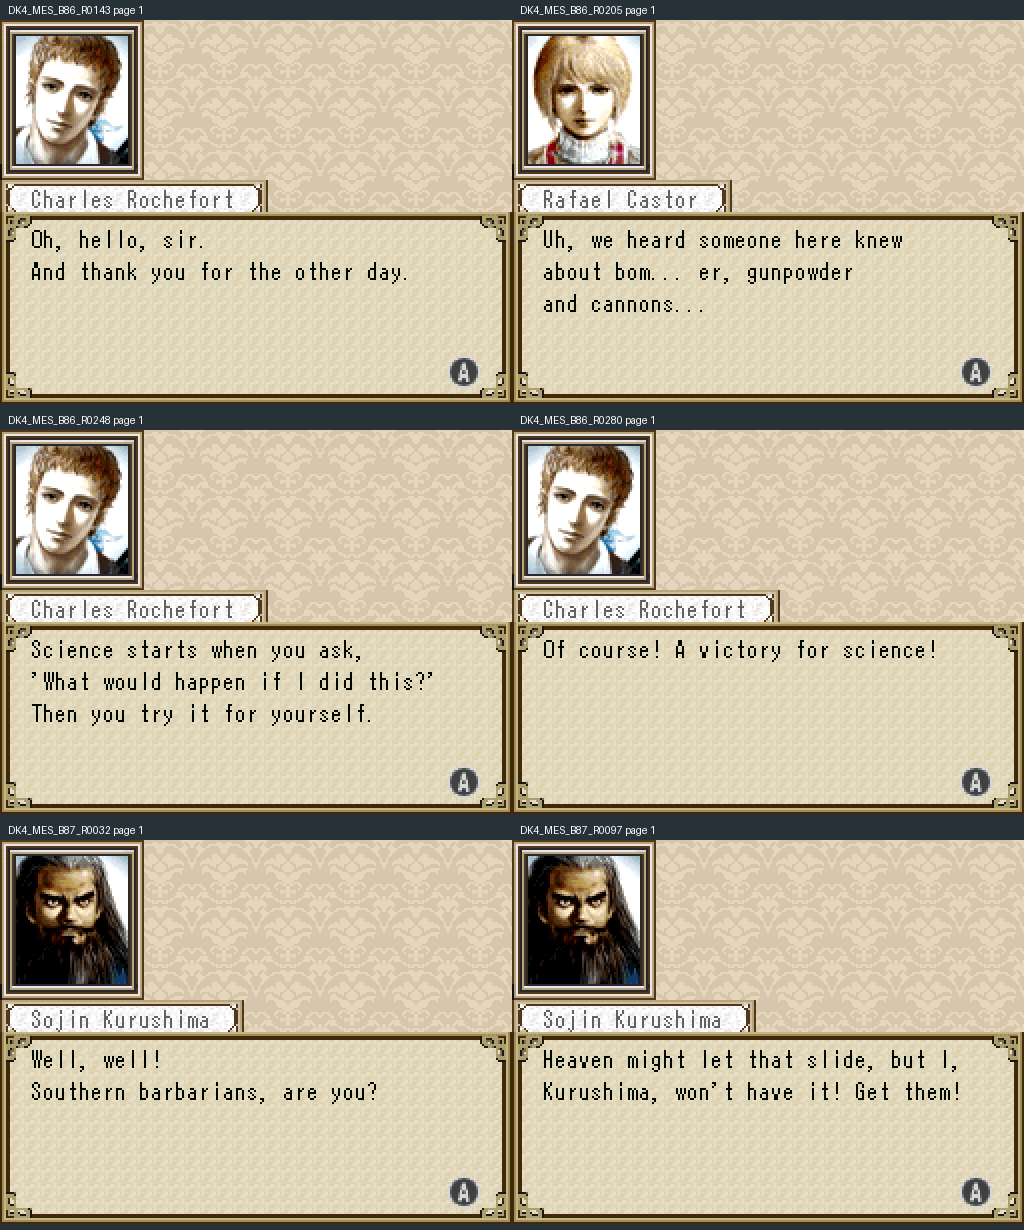 DK4_MES_B86_R0143 page 1
Charles Rochefort
Oh, hello, sir.
And thank you for the other day.
A
DK4_MES_B86_R0205 page 1
Rafael Castor
Uh, we heard someone here knew
about bom... er, gunpowder
and cannons...
A
DK4_MES_B86_R0248 page 1
Charles Rochefort
Science starts when you ask,
'What would happen if I did this?'
Then you try it for yourself.
A
DK4_MES_B86_R0280 page 1
Charles Rochefort
Of course! A victory for science!
A
DK4_MES_B87_R0032 page 1
Sojin Kurushima
Well, well!
Southern barbarians, are you?
A
DK4_MES_B87_R0097 page 1
Sojin Kurushima
Heaven might let that slide, but I,
Kurushima, won't have it! Get them!
A